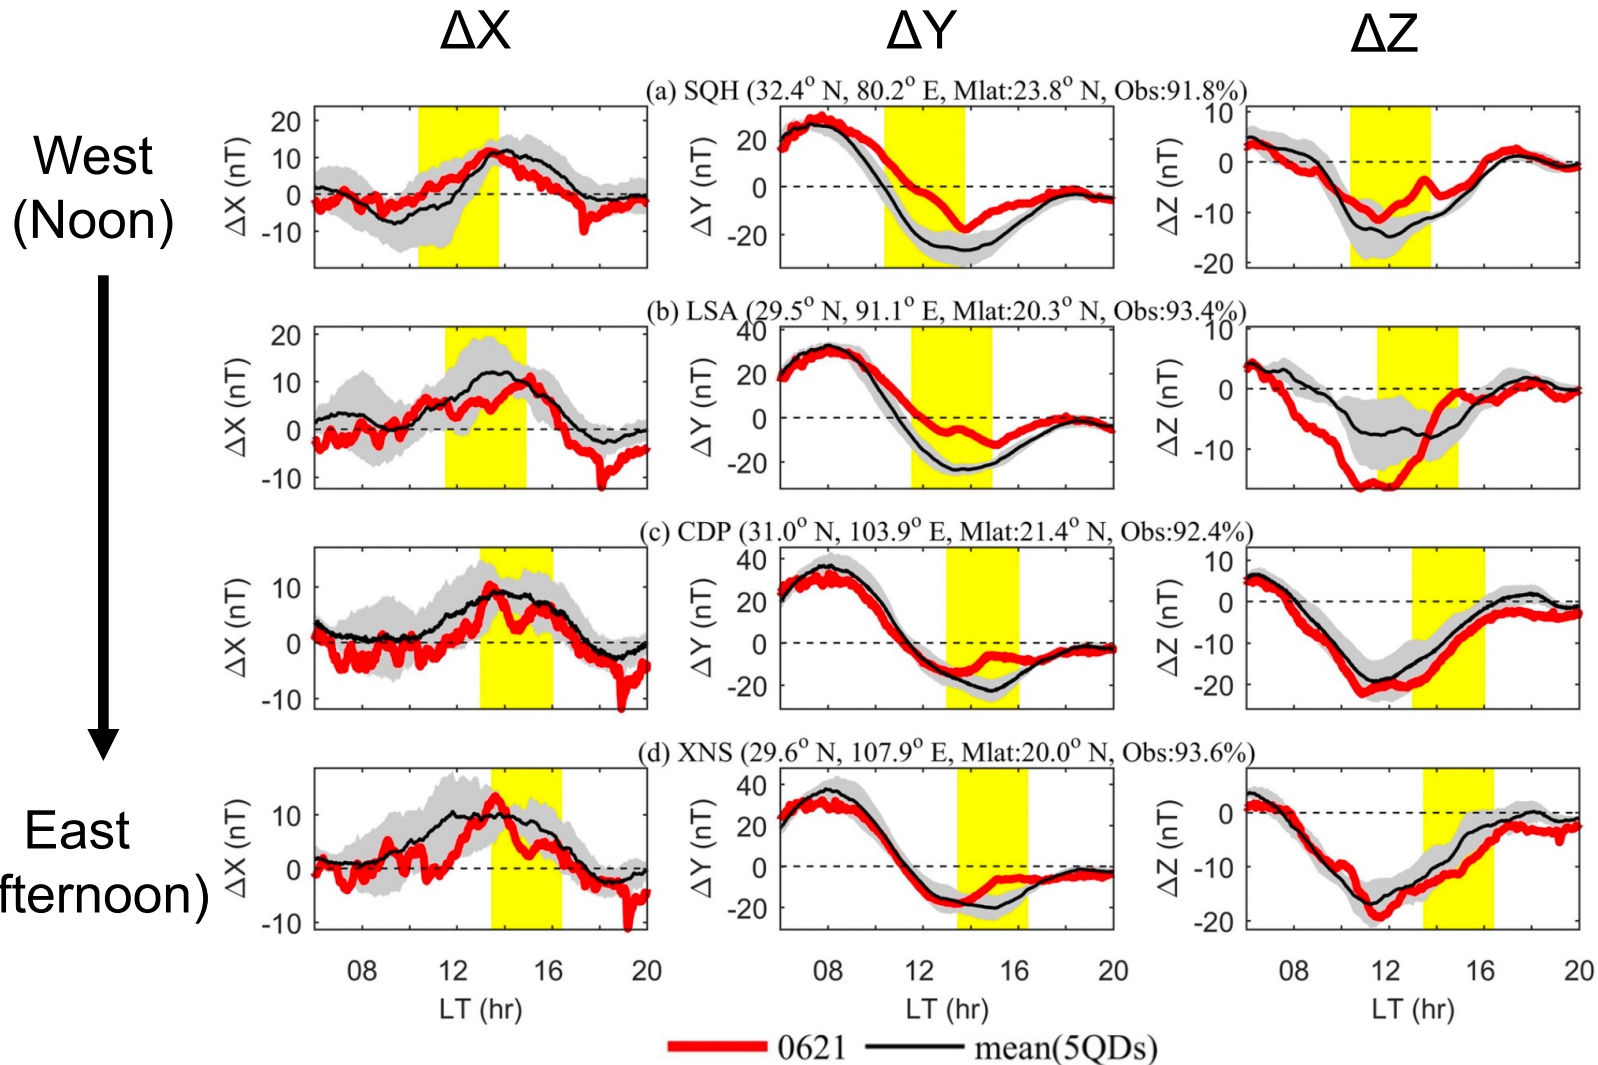 ΔX ΔY ΔZ
West
(Noon)
East
fternoon)
(a) SQH (32.4° N, 80.2° E, Mlat:23.8° N, Obs:91.8%)
ΔX (nT) 20 10 0 -10
ΔY (nT) 20 0 -20
ΔZ (nT) 10 0 -10 -20
(b) LSA (29.5° N, 91.1° E, Mlat:20.3° N, Obs:93.4%)
ΔX (nT) 20 10 0 -10
ΔY (nT) 40 20 0 -20
ΔZ (nT) 10 0 -10
(c) CDP (31.0° N, 103.9° E, Mlat:21.4° N, Obs:92.4%)
ΔX (nT) 10 0 -10
ΔY (nT) 40 20 0 -20
ΔZ (nT) 10 0 -10 -20
(d) XNS (29.6° N, 107.9° E, Mlat:20.0° N, Obs:93.6%)
ΔX (nT) 10 0 -10
ΔY (nT) 40 20 0 -20
ΔZ (nT) 0 -10 -20
08 12 16 20 08 12 16 20 08 12 16 20
LT (hr) LT (hr) LT (hr)
0621 mean(5QDs)